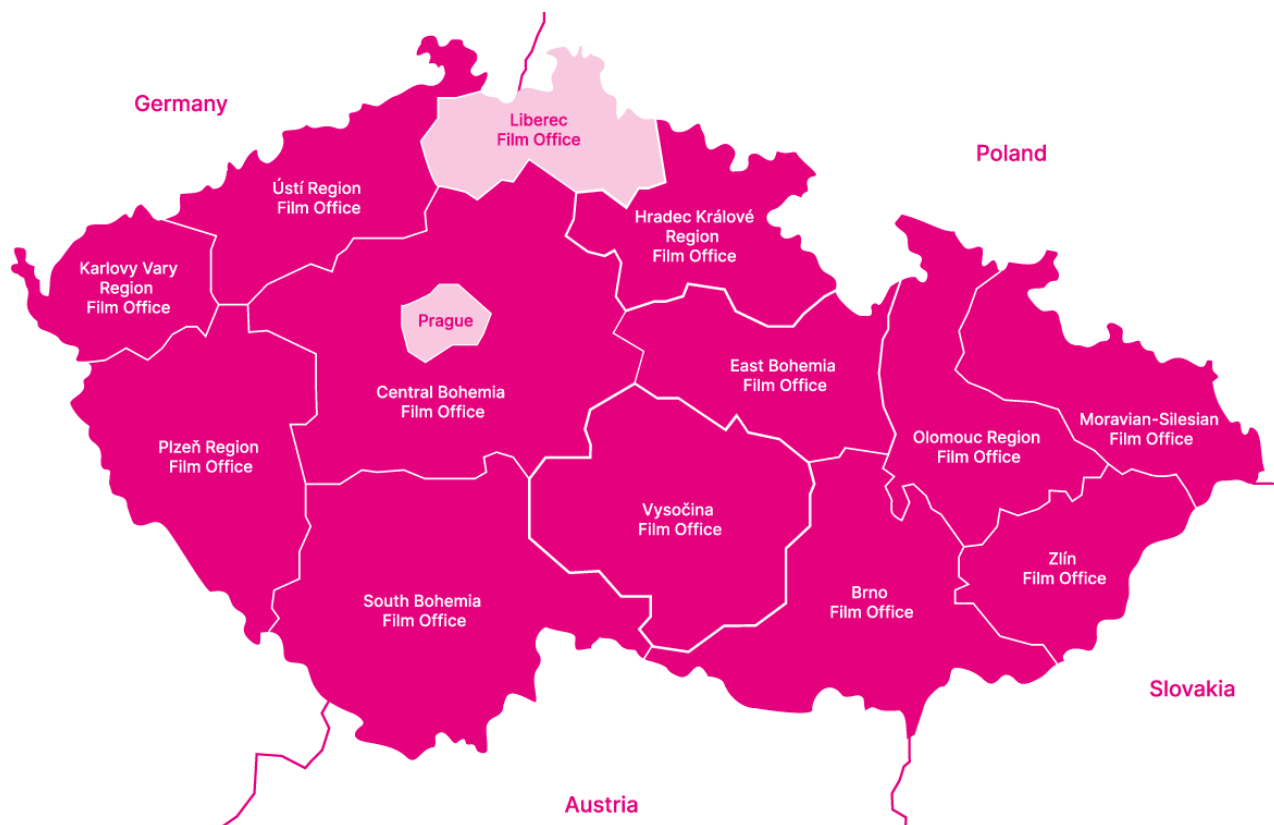 Germany
Poland
Liberec
Film Office
Ústí Region
Film Office
Hradec Králové
Region
Film Office
Karlovy Vary
Region
Film Office
Prague
East Bohemia
Film Office
Central Bohemia
Film Office
Moravian-Silesian
Film Office
Olomouc Region
Film Office
Plzeň Region
Film Office
Vysočina
Film Office
Zlín
Film Office
Brno
Film Office
South Bohemia
Film Office
Slovakia
Austria